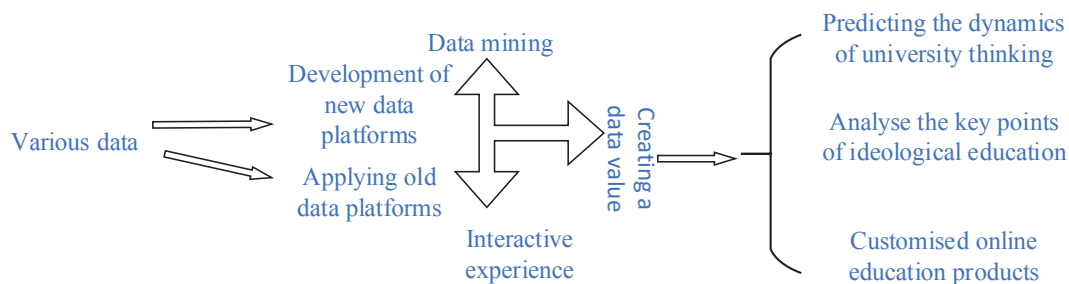 Various data
Development of
new data
platforms
Applying old
data platforms
Data mining
Interactive
experience
Creating a
data value
Predicting the dynamics
of university thinking
Analyse the key points
of ideological education
Customised online
education products